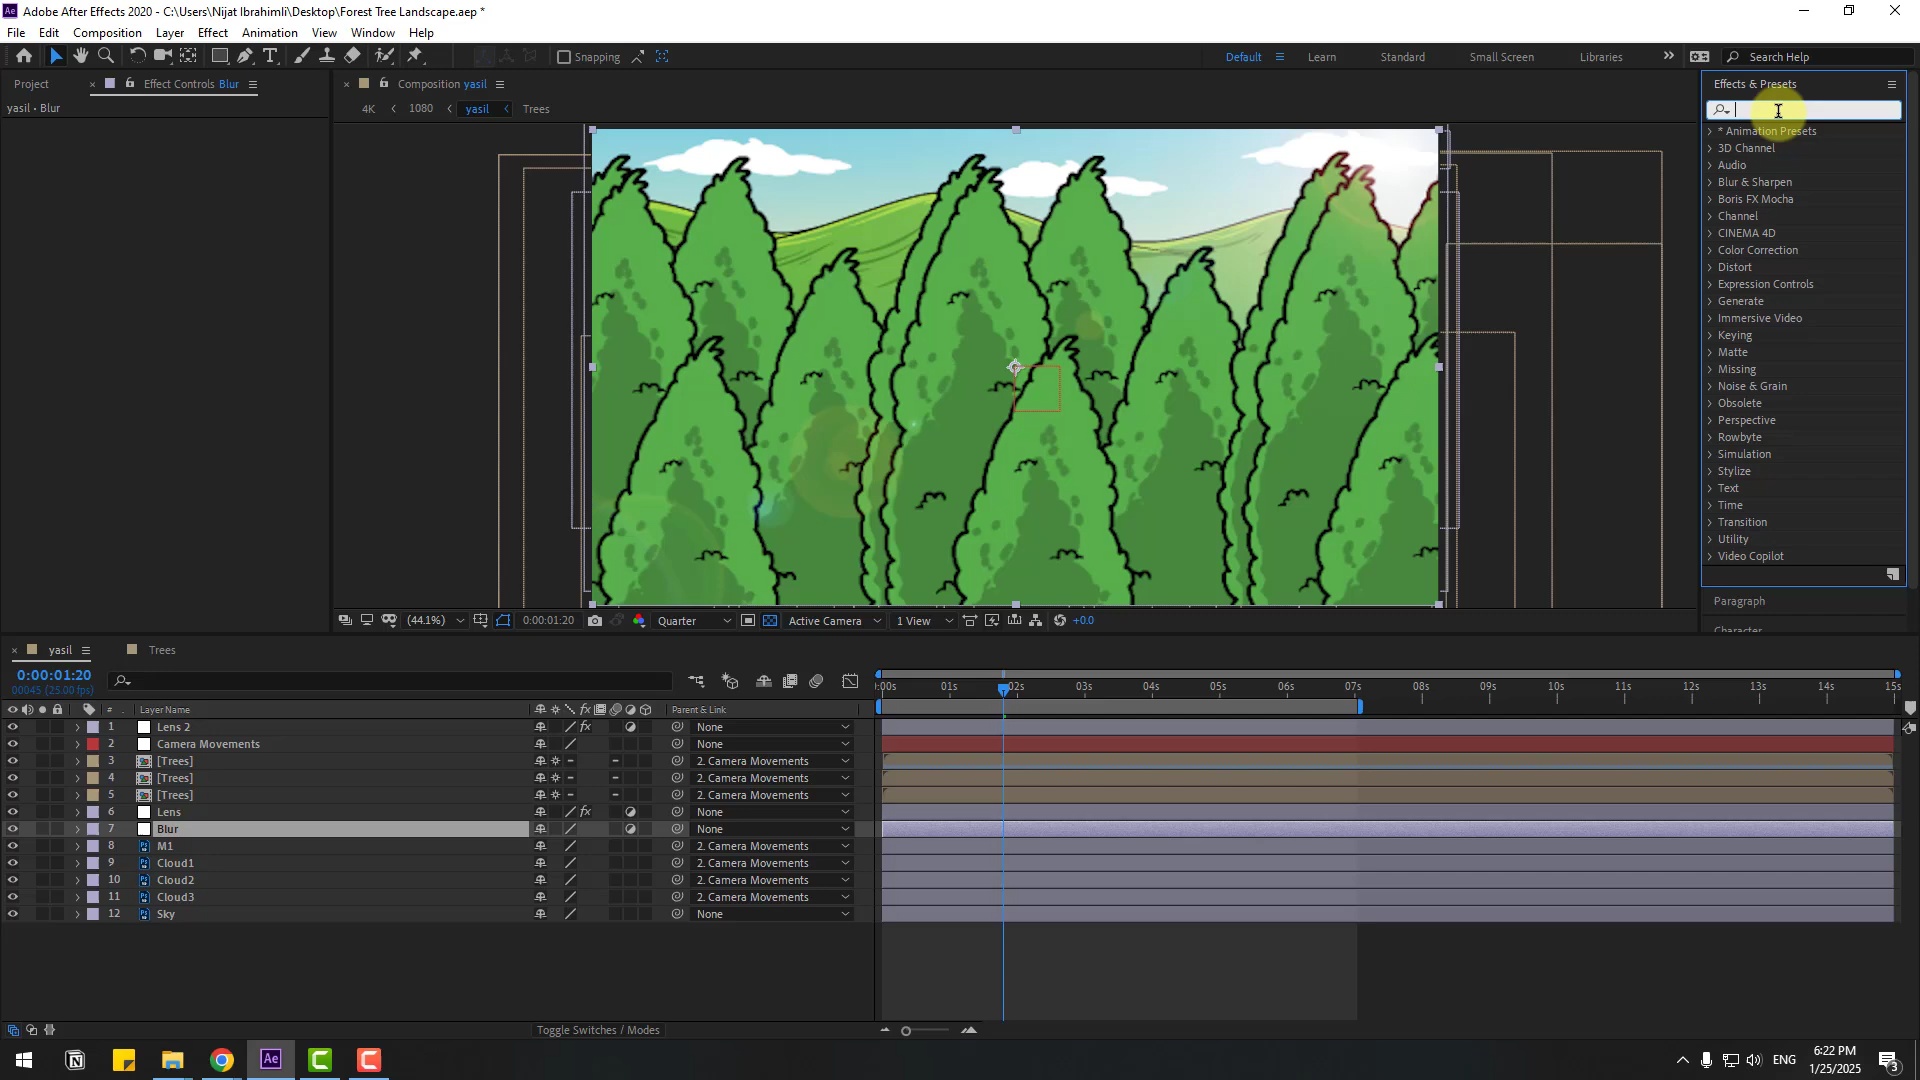 Adobe After Effects 2020 - C:\Users\Nijat Ibrahimli\Desktop\Forest Tree Landscape.aep *
File Edit Composition Layer Effect Animation View Window Help
Snapping Default Learn Standard Small Screen Libraries Search Help
Project Effect Controls Blur
yasil • Blur
Composition yasil
4K 1080 yasil Trees
Effects & Presets
* Animation Presets
3D Channel
Audio
Blur & Sharpen
Boris FX Mocha
Channel
CINEMA 4D
Color Correction
Distort
Expression Controls
Generate
Immersive Video
Keying
Matte
Missing
Noise & Grain
Obsolete
Perspective
Rowbyte
Simulation
Stylize
Text
Time
Transition
Utility
Video Copilot
Paragraph
Character
(44.1%) 0:00:01:20 Quarter Active Camera 1 View +0.0
yasil Trees
0:00:01:20
00045 (25.00 fps)
:00s 01s 02s 03s 04s 05s 06s 07s 08s 09s 10s 11s 12s 13s 14s 15s
# Layer Name Parent & Link
1 Lens 2 None
2 Camera Movements None
3 [Trees] 2. Camera Movements
4 [Trees] 2. Camera Movements
5 [Trees] 2. Camera Movements
6 Lens None
7 Blur None
8 M1 2. Camera Movements
9 Cloud1 2. Camera Movements
10 Cloud2 2. Camera Movements
11 Cloud3 2. Camera Movements
12 Sky None
Toggle Switches / Modes
ENG
6:22 PM
1/25/2025
3